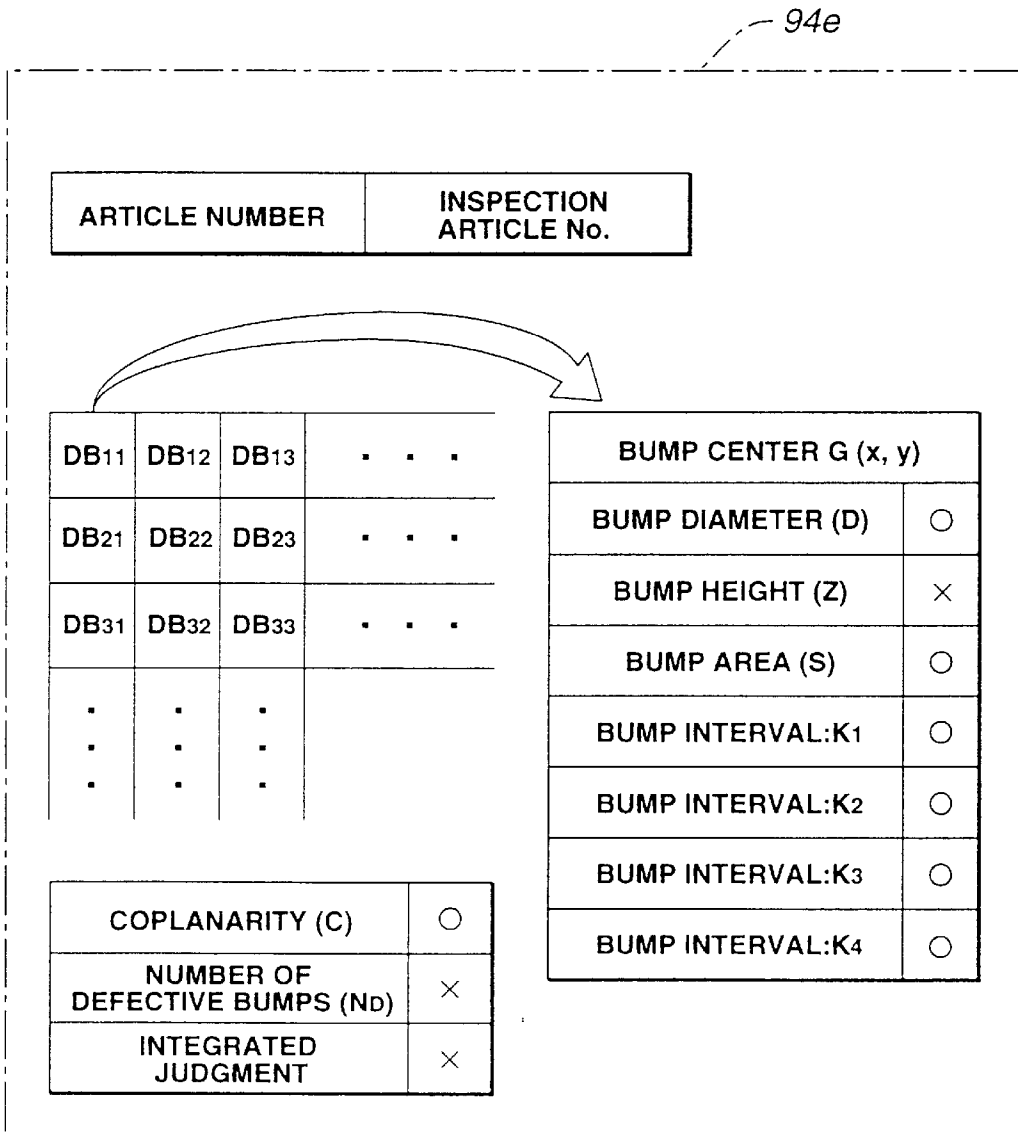 94e
ARTICLE NUMBER
INSPECTION
ARTICLE No.
DB11 DB12 DB13 . . .
DB21 DB22 DB23 . . .
DB31 DB32 DB33 . . .
. . .
. . .
. . .
BUMP CENTER G (x, y)
BUMP DIAMETER (D) ○
BUMP HEIGHT (Z) ×
BUMP AREA (S) ○
BUMP INTERVAL:K1 ○
BUMP INTERVAL:K2 ○
BUMP INTERVAL:K3 ○
BUMP INTERVAL:K4 ○
COPLANARITY (C) ○
NUMBER OF
DEFECTIVE BUMPS (ND) ×
INTEGRATED
JUDGMENT ×